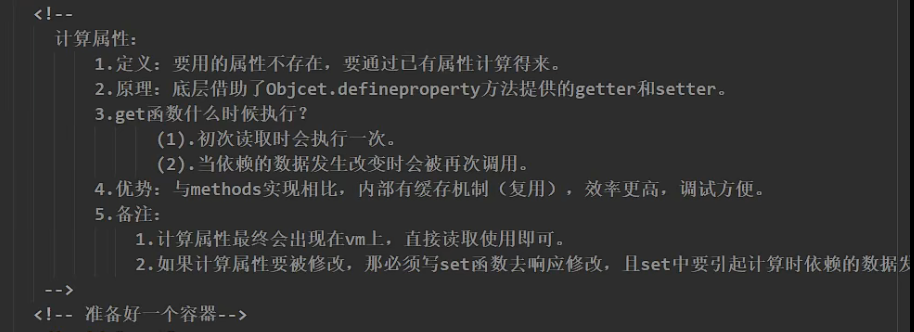 <!--
计算属性：
1.定义：要用的属性不存在，要通过已有属性计算得来。
2.原理：底层借助了Objcet.defineproperty方法提供的getter和setter。
3.get函数什么时候执行？
(1).初次读取时会执行一次。
(2).当依赖的数据发生改变时会被再次调用。
4.优势：与methods实现相比，内部有缓存机制（复用），效率更高，调试方便。
5.备注：
1.计算属性最终会出现在vm上，直接读取使用即可。
2.如果计算属性要被修改，那必须写set函数去响应修改，且set中要引起计算时依赖的数据发
-->
<!-- 准备好一个容器-->